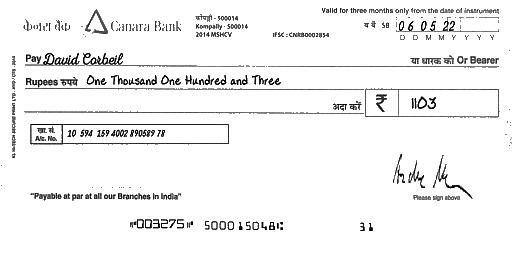 केनरा बैंक Canara Bank
कोंपल्ली - 500014
Kompally - 500014
2014 MSHCV
IFSC : CNRB0002854
Valid for three months only from the date of instrument
SB 06 05 22
D D M M Y Y Y Y
Pay David Corbeil या धारक को Or Bearer
Rupees रुपये One Thousand One Hundred and Three
अदा करें ₹ 1103
खा. सं.
A/c. No. 10 594 159 4002 890589 78
Please sign above
"Payable at par at all our Branches in India"
⑈003275⑈ 500015048⑆ 31